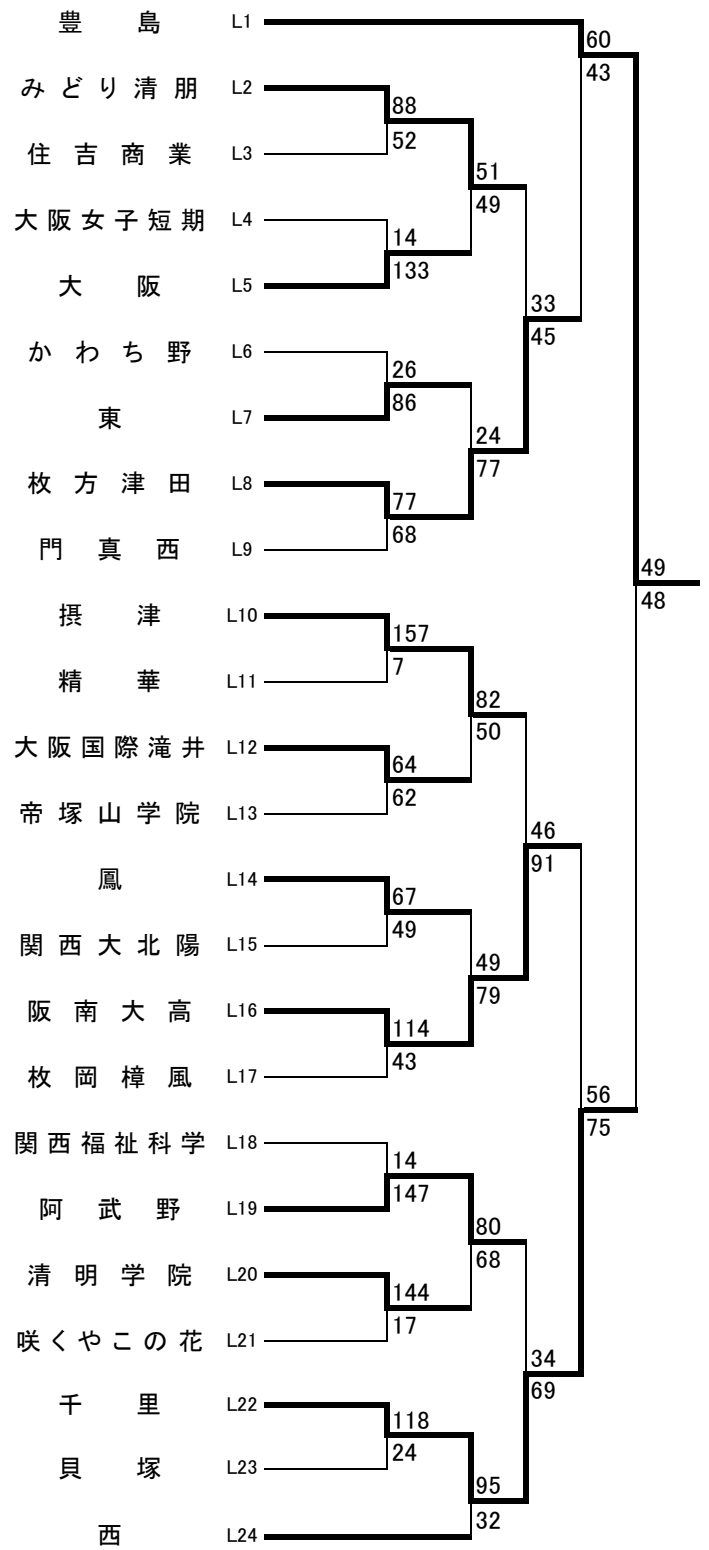 豊島 L1
60
43
みどり清朋 L2
88
52
住吉商業 L3
51
49
大阪女子短期 L4
14
133
大阪 L5
33
45
かわち野 L6
26
86
東 L7
24
77
枚方津田 L8
77
68
門真西 L9
49
48
摂津 L10
157
7
精華 L11
82
50
大阪国際滝井 L12
64
62
帝塚山学院 L13
46
91
鳳 L14
67
49
関西大北陽 L15
49
79
阪南大高 L16
114
43
枚岡樟風 L17
56
75
関西福祉科学 L18
14
147
阿武野 L19
80
68
清明学院 L20
144
17
咲くやこの花 L21
34
69
千里 L22
118
24
貝塚 L23
95
32
西 L24